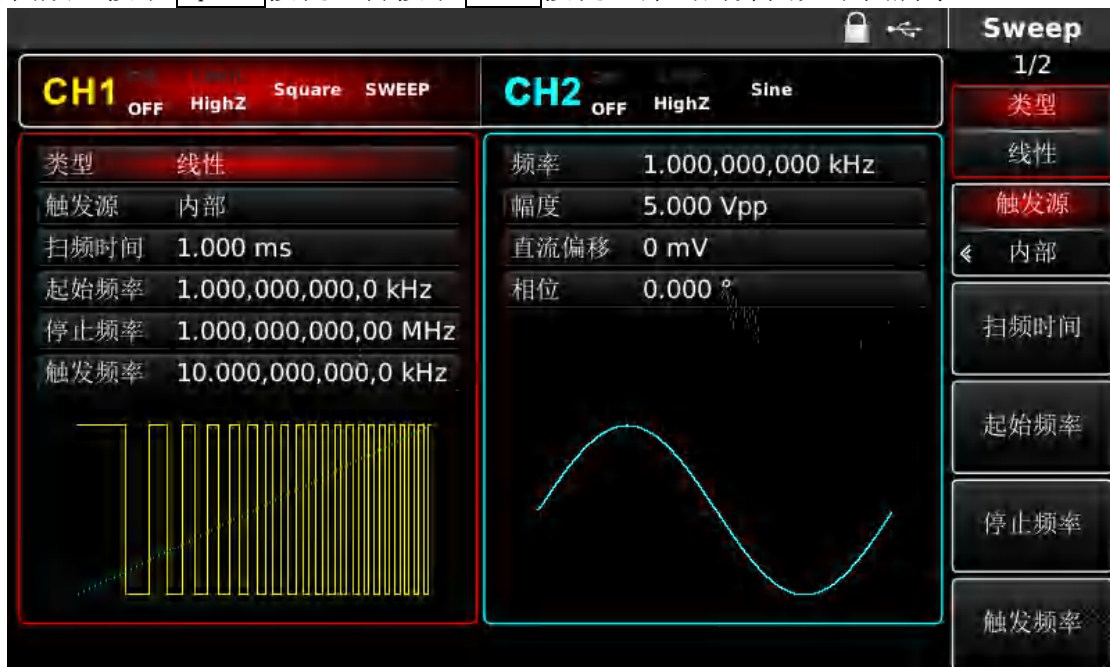 Sweep
1/2
CH1 OFF HighZ Square SWEEP
CH2 OFF HighZ Sine
类型 线性
触发源 内部
扫频时间 1.000 ms
起始频率 1.000,000,000,0 kHz
停止频率 1.000,000,000,00 MHz
触发频率 10.000,000,000,0 kHz
频率 1.000,000,000 kHz
幅度 5.000 Vpp
直流偏移 0 mV
相位 0.000 °
类型
线性
触发源
内部
扫频时间
起始频率
停止频率
触发频率